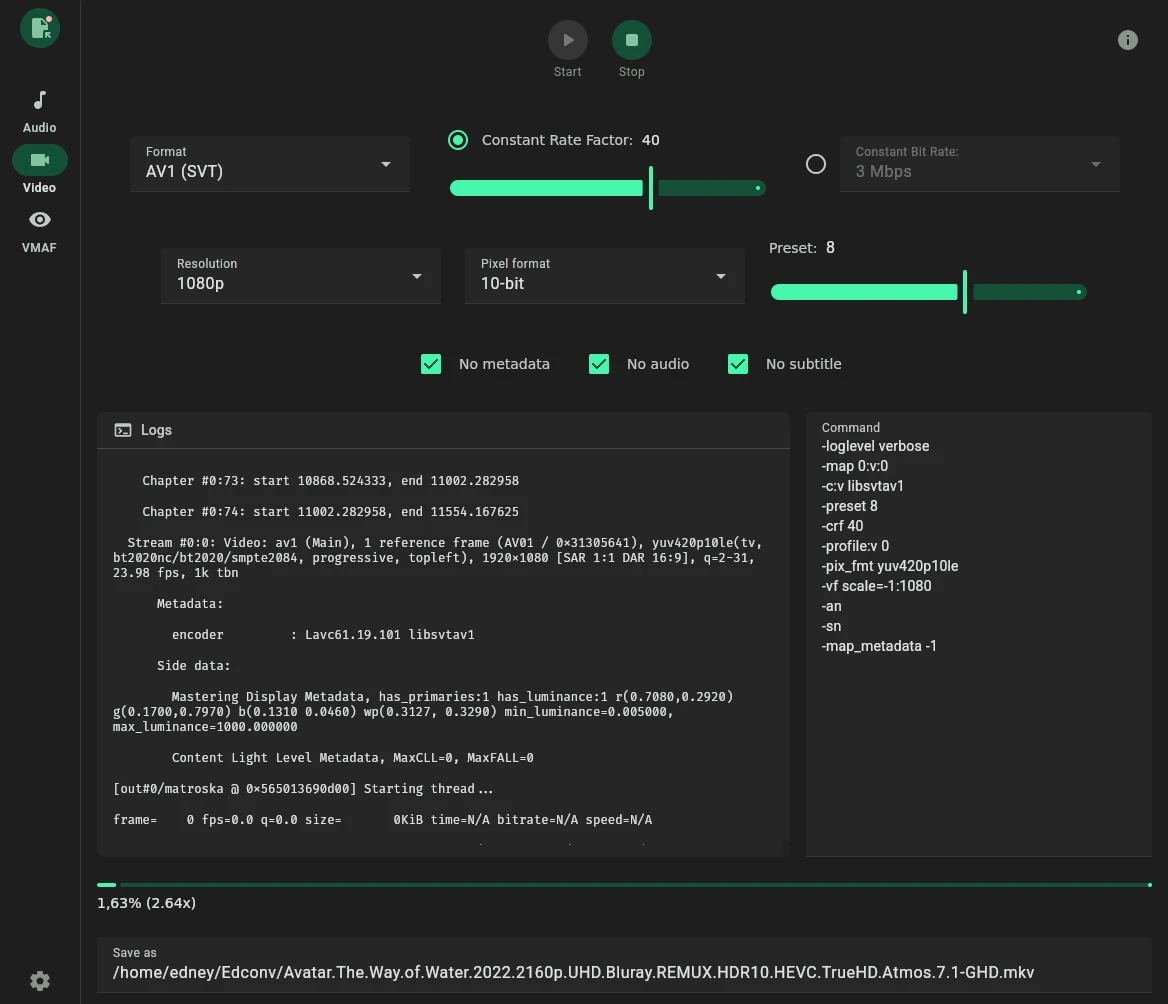 Start
Stop
Audio
Video
VMAF
Format
AV1 (SVT)
Constant Rate Factor: 40
Constant Bit Rate:
3 Mbps
Resolution
1080p
Pixel format
10-bit
Preset: 8
No metadata
No audio
No subtitle
Logs
Chapter #0:73: start 10868.524333, end 11002.282958
Chapter #0:74: start 11002.282958, end 11554.167625
Stream #0:0: Video: av1 (Main), 1 reference frame (AV01 / 0×31305641), yuv420p10le(tv,
bt2020nc/bt2020/smpte2084, progressive, topleft), 1920×1080 [SAR 1:1 DAR 16:9], q=2-31,
23.98 fps, 1k tbn
Metadata:
encoder : Lavc61.19.101 libsvtav1
Side data:
Mastering Display Metadata, has_primaries:1 has_luminance:1 r(0.7080,0.2920)
g(0.1700,0.7970) b(0.1310 0.0460) wp(0.3127, 0.3290) min_luminance=0.005000,
max_luminance=1000.000000
Content Light Level Metadata, MaxCLL=0, MaxFALL=0
[out#0/matroska @ 0×565013690d00] Starting thread...
frame= 0 fps=0.0 q=0.0 size= 0KiB time=N/A bitrate=N/A speed=N/A
Command
-loglevel verbose
-map 0:v:0
-c:v libsvtav1
-preset 8
-crf 40
-profile:v 0
-pix_fmt yuv420p10le
-vf scale=-1:1080
-an
-sn
-map_metadata -1
1,63% (2.64x)
Save as
/home/edney/Edconv/Avatar.The.Way.of.Water.2022.2160p.UHD.Bluray.REMUX.HDR10.HEVC.TrueHD.Atmos.7.1-GHD.mkv